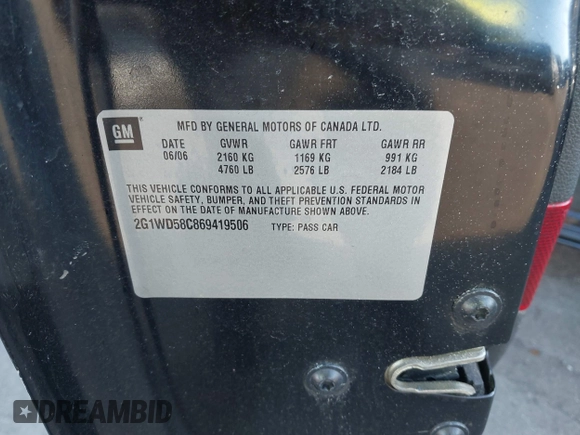 GM
MFD BY GENERAL MOTORS OF CANADA LTD.
DATE GVWR GAWR FRT GAWR RR
06/06 2160 KG 1169 KG 991 KG
4760 LB 2576 LB 2184 LB
THIS VEHICLE CONFORMS TO ALL APPLICABLE U.S. FEDERAL MOTOR
VEHICLE SAFETY, BUMPER, AND THEFT PREVENTION STANDARDS
IN EFFECT ON THE DATE OF MANUFACTURE SHOWN ABOVE.
2G1WD58C869419506 TYPE: PASS CAR
DREAMBID